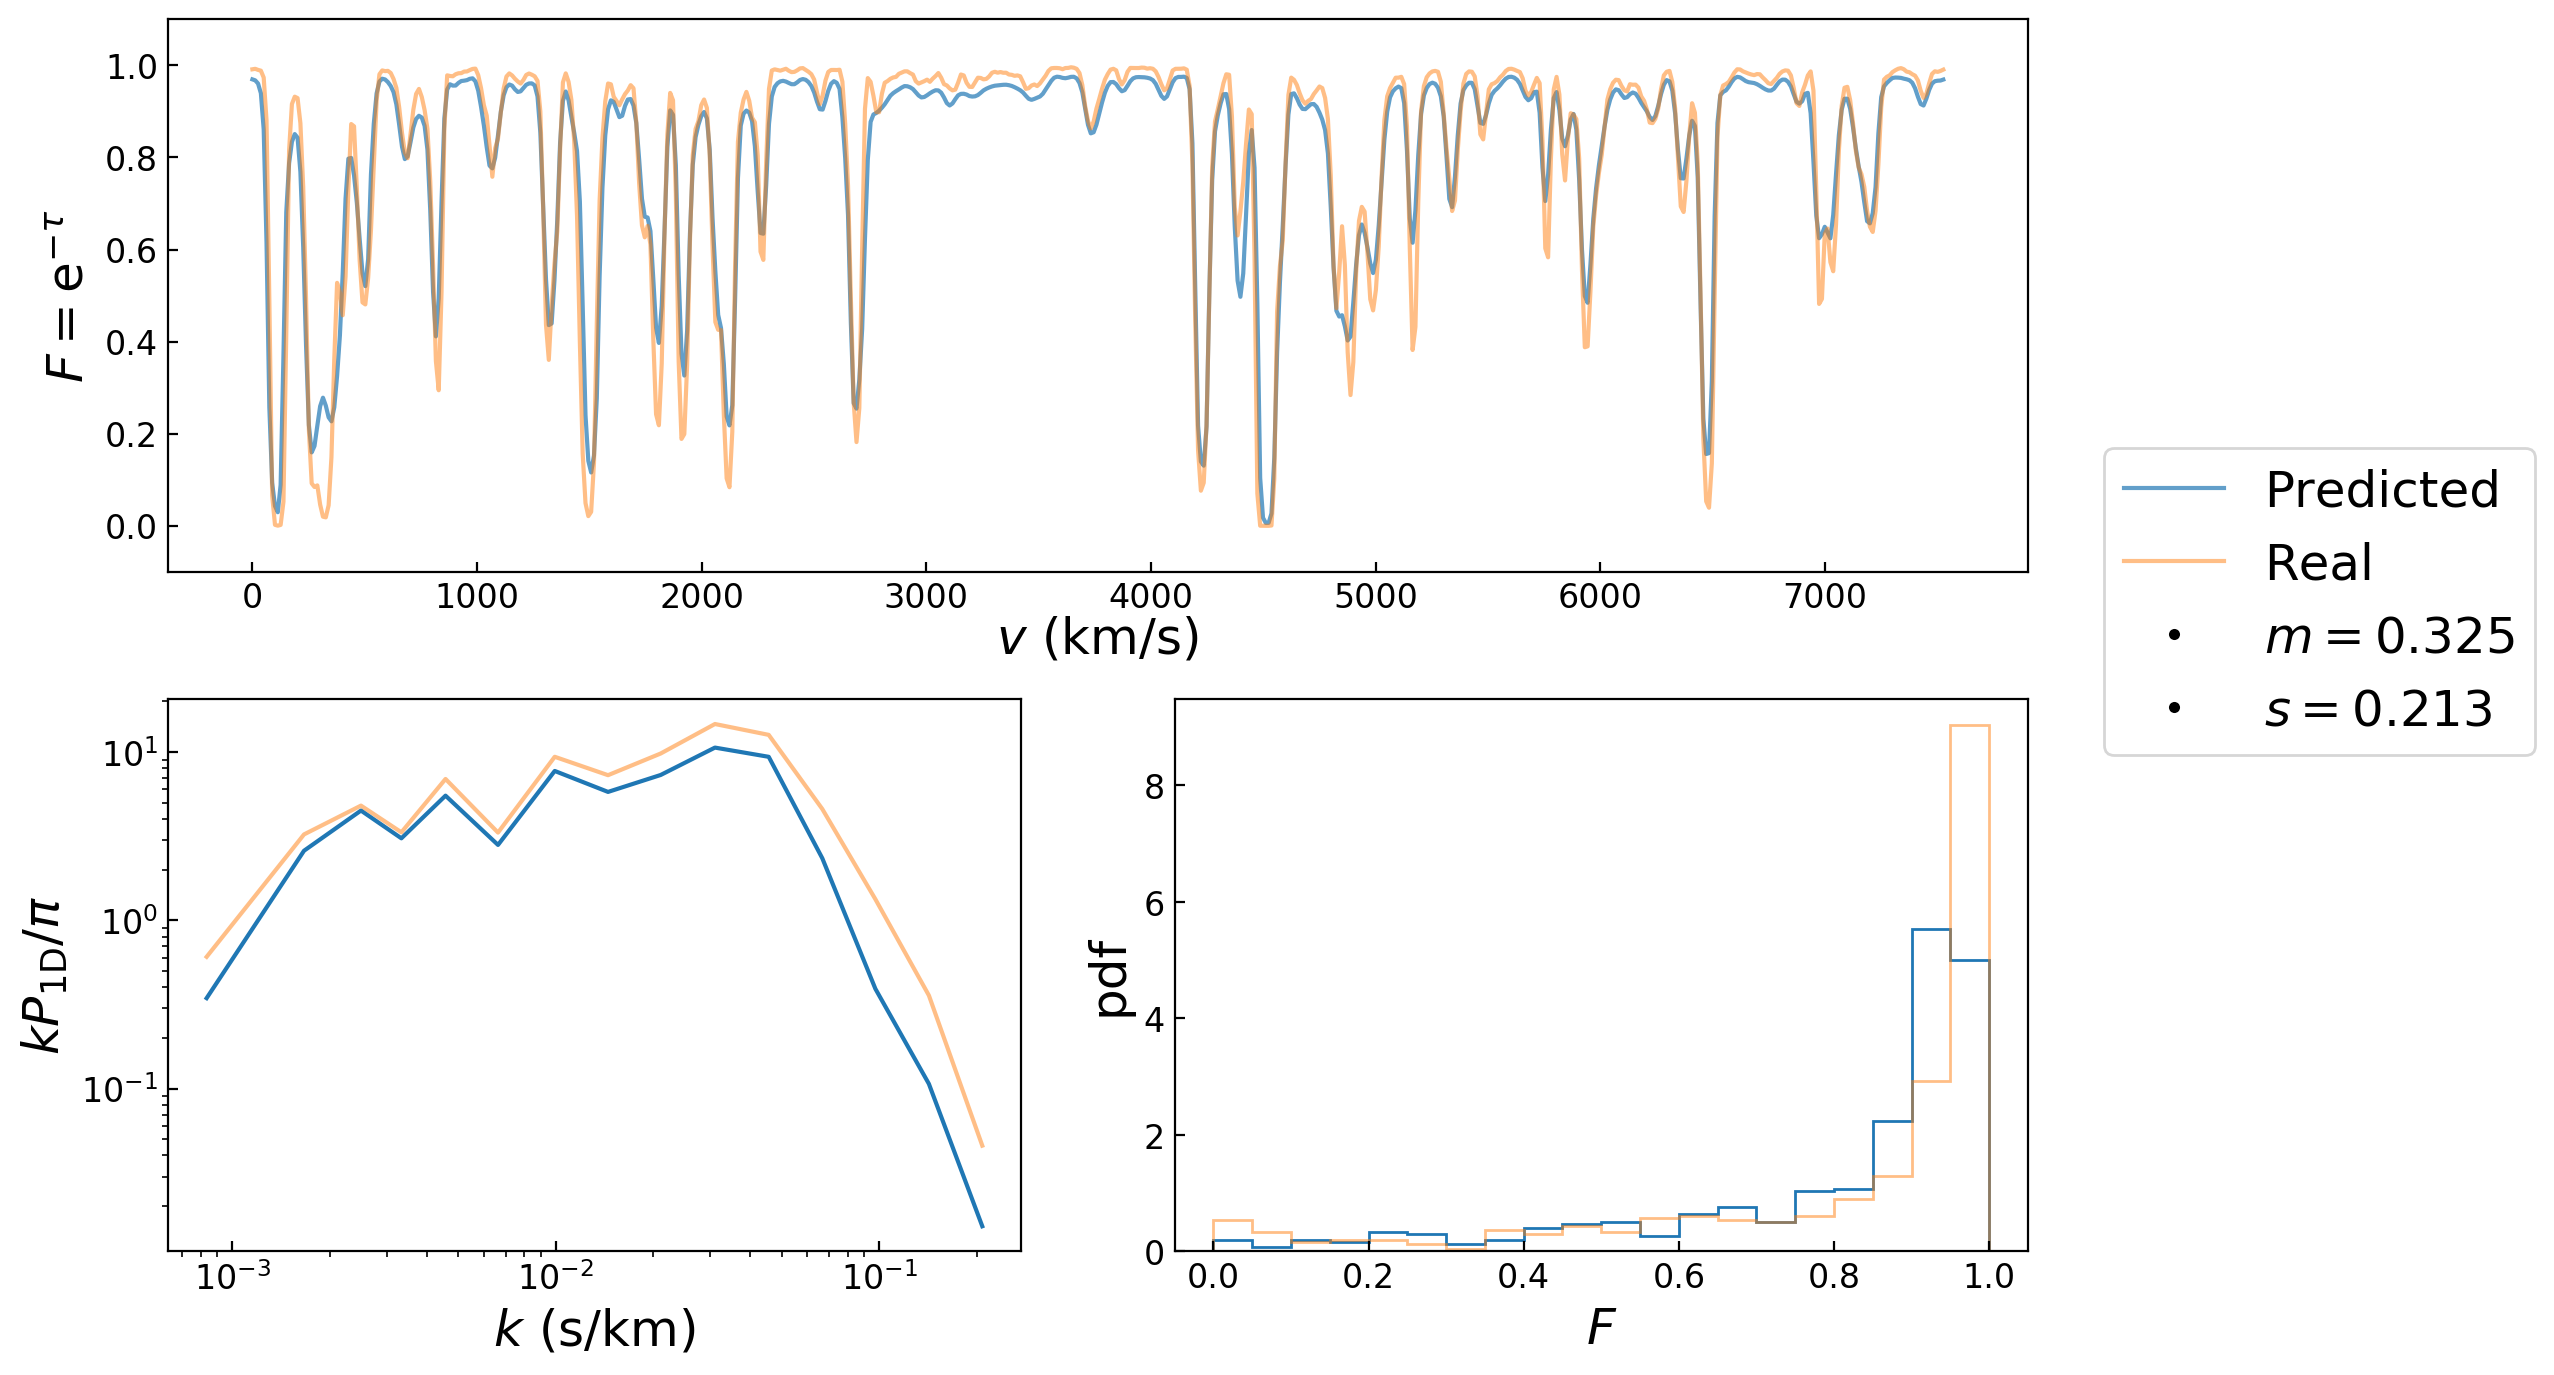 F = e^{−τ}
1.0
0.8
0.6
0.4
0.2
0.0
0 1000 2000 3000 4000 5000 6000 7000
v (km/s)
Predicted
Real
m = 0.325
s = 0.213
kP_{1D}/π
10^1
10^0
10^{−1}
10^{−3} 10^{−2} 10^{−1}
k (s/km)
pdf
8
6
4
2
0
0.0 0.2 0.4 0.6 0.8 1.0
F